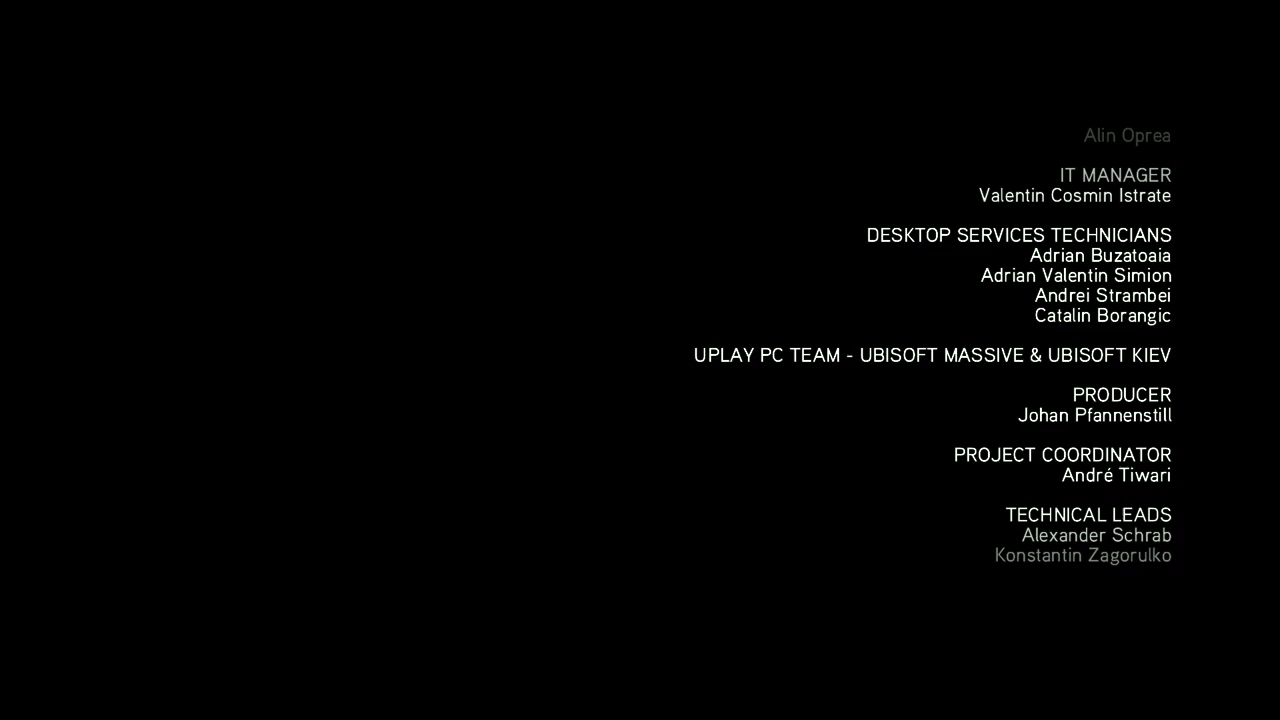 Alin Oprea
IT MANAGER
Valentin Cosmin Istrate
DESKTOP SERVICES TECHNICIANS
Adrian Buzatoaia
Adrian Valentin Simion
Andrei Strambei
Catalin Borangic
UPLAY PC TEAM - UBISOFT MASSIVE & UBISOFT KIEV
PRODUCER
Johan Pfannenstill
PROJECT COORDINATOR
André Tiwari
TECHNICAL LEADS
Alexander Schrab
Konstantin Zagorulko